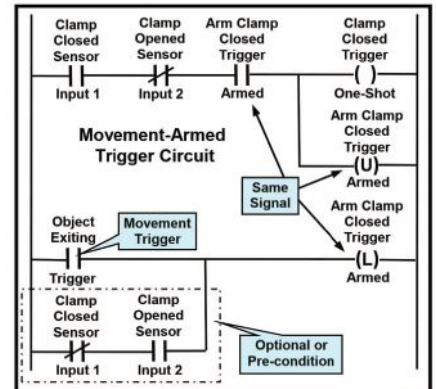 Clamp
Closed
Sensor
Input 1
Clamp
Opened
Sensor
Input 2
Arm Clamp
Closed
Trigger
Armed
Clamp
Closed
Trigger
( )
One-Shot
Arm Clamp
Closed
Trigger
(U)
Armed
Movement-Armed
Trigger Circuit
Same
Signal
Arm Clamp
Closed
Trigger
(L)
Armed
Object
Exiting
Trigger
Movement
Trigger
Clamp
Closed
Sensor
Input 1
Clamp
Opened
Sensor
Input 2
Optional or
Pre-condition